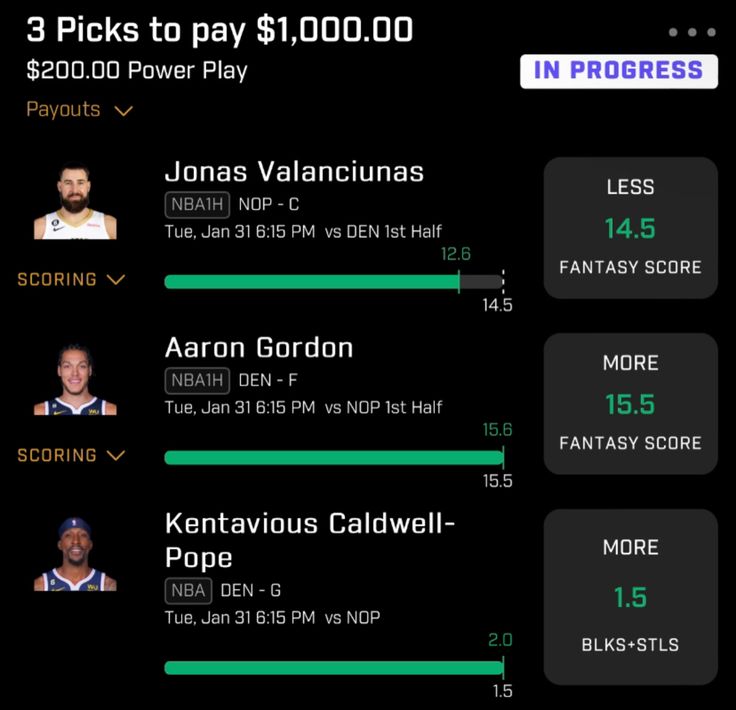 3 Picks to pay $1,000.00
$200.00 Power Play
IN PROGRESS
Payouts
Jonas Valanciunas
NBA1H NOP - C
Tue, Jan 31 6:15 PM vs DEN 1st Half
12.6
SCORING
14.5
LESS
14.5
FANTASY SCORE
Aaron Gordon
NBA1H DEN - F
Tue, Jan 31 6:15 PM vs NOP 1st Half
15.6
SCORING
15.5
MORE
15.5
FANTASY SCORE
Kentavious Caldwell-
Pope
NBA DEN - G
Tue, Jan 31 6:15 PM vs NOP
2.0
1.5
MORE
1.5
BLKS+STLS